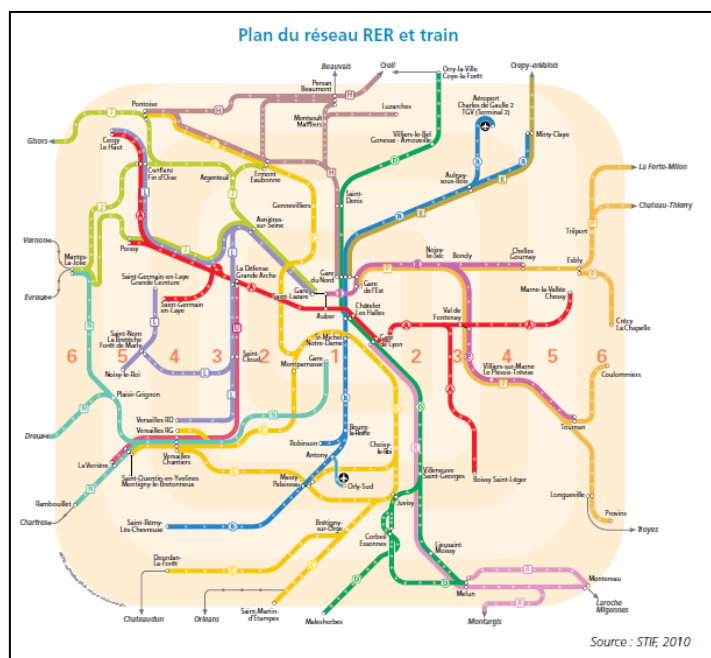 Plan du réseau RER et train
Beauvais
Creil
Orry-la-Ville
Coye-la-Forêt
Crepy-en-Valois
Persan
Beaumont
Aéroport
Charles de Gaulle 2
TGV (Terminal 2)
Pontoise
H
Luzarches
Montsoult
Maffliers
Villiers-le-Bel
Gonesse - Arnouville
Mitry-Claye
Gisors
J
Cergy
Le Haut
C
D
B
B
La Ferte-Milon
Conflans
Fin d'Oise
Ermont
Eaubonne
H
Aulnay
sous-Bois
K
L
Argenteuil
J
Gennevilliers
Saint-
Denis
Chateau-Thierry
A
Asnières
sur-Seine
B
K
P
Trilport
Vernone
Mantes
La-Jolie
J
Poissy
J
L
Noisy-
le-Sec
Bondy
Chelles
Gournay
P
Esbly
Evreux
Saint-Germain-en-Laye
Grande Ceinture
La Défense
Grande Arche
Gare
Saint-Lazare
Gare
du Nord
E
Gare
de l'Est
Marne-la-Vallée
Chessy
P
Saint-Germain
en-Laye
Auber
Châtelet
Les Halles
Val de
Fontenay
Crécy
La Chapelle
N
L
Saint-Nom
La Bretèche
Forêt de Marly
U
St-Michel
Notre-Dame
Gare
de Lyon
A
A
6 5 4 3 2 1 2 3 4 5 6
Saint-
Cloud
Gare
Montparnasse
Villiers-sur-Marne
Le Plessis-Trévise
P
Coulommiers
Noisy-le-Roi
L
L
Plaisir-Grignon
B
C
D
A
N
Versailles RD
Versailles RG
Tournan
Dreux
N
Robinson
Bourg-
la-Reine
Choisy-
le-Roi
La Verrière
Versailles
Chantiers
Antony
C
Villeneuve
Saint-Georges
Saint-Quentin-en-Yvelines
Montigny-le-Bretonneux
C
Massy
Palaiseau
Orly-Sud
Boissy Saint-Léger
N
Rambouillet
Juvisy
Longueville
Provins
Chartres
Saint-Rémy-
Lès-Chevreuse
B
Brétigny-
sur-Orge
Corbeil
Essonnes
Troyes
Lieusaint
Moissy
Dourdan
La-Forêt
C
C
D
R
Montereau
Melun
R
Laroche
Migennes
Chateaudun
Orleans
Saint-Martin
d'Etampes
Malesherbes
Montargis
Source : STIF, 2010